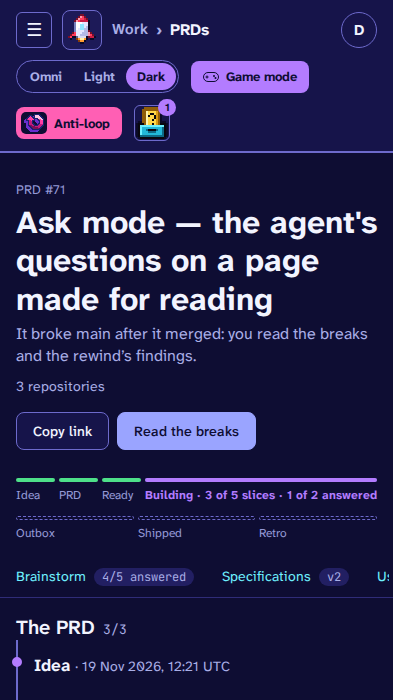 ☰ Work › PRDs D
Omni Light Dark Game mode
Anti-loop 1
PRD #71
Ask mode — the agent's
questions on a page
made for reading
It broke main after it merged: you read the breaks
and the rewind's findings.
3 repositories
Copy link Read the breaks
Idea PRD Ready Building · 3 of 5 slices · 1 of 2 answered
Outbox Shipped Retro
Brainstorm 4/5 answered Specifications v2
The PRD 3/3
Idea · 19 Nov 2026, 12:21 UTC